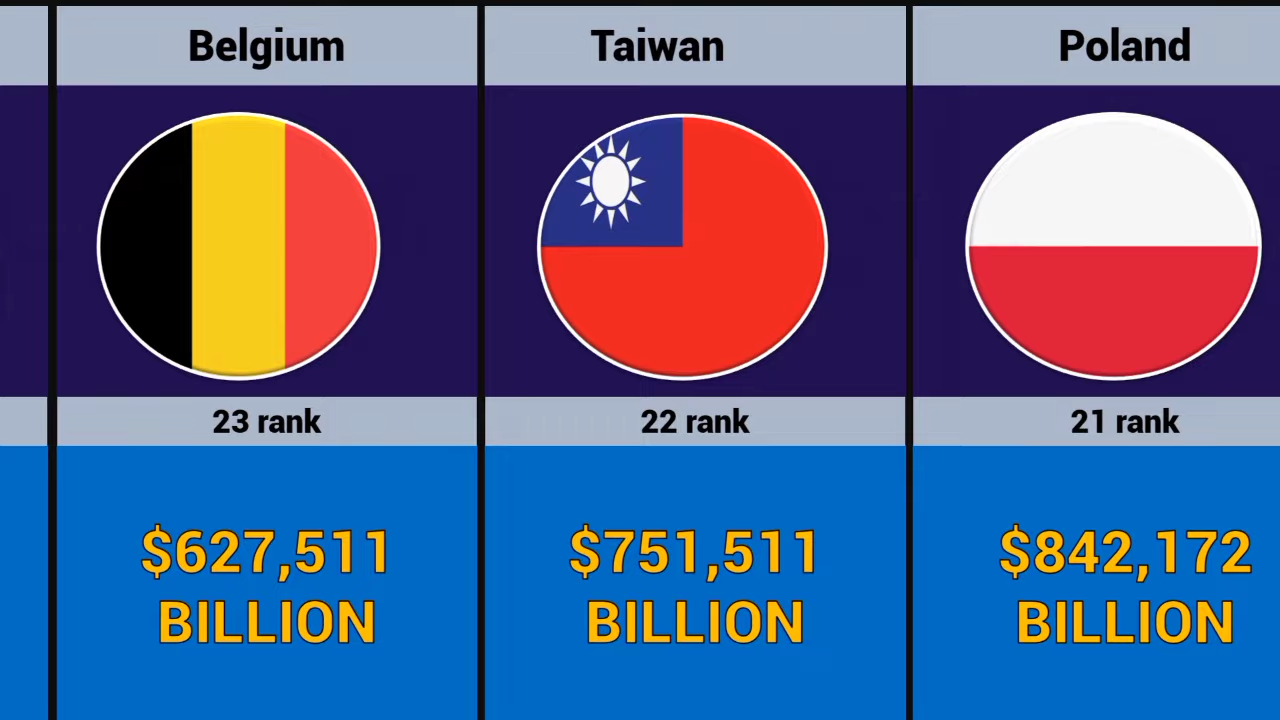 Belgium
23 rank
$627,511
BILLION
Taiwan
22 rank
$751,511
BILLION
Poland
21 rank
$842,172
BILLION